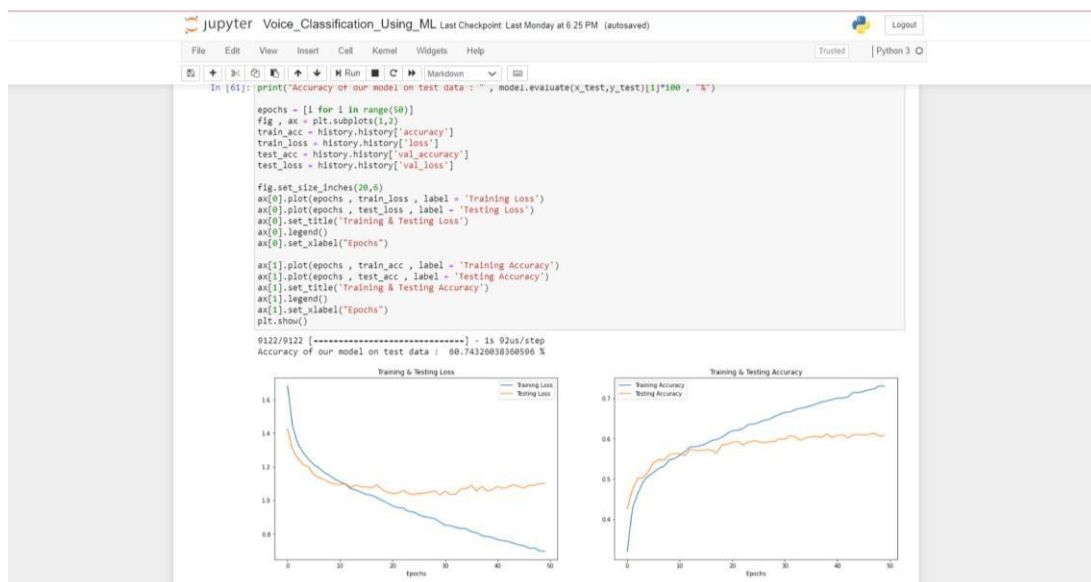 jupyter Voice_Classification_Using_ML Last Checkpoint: Last Monday at 6:25 PM (autosaved)
Logout
File Edit View Insert Cell Kernel Widgets Help
Trusted Python 3
Run Markdown
In [61]: print("Accuracy of our model on test data : " , model.evaluate(x_test,y_test)[1]*100 , "%")
epochs = [i for i in range(50)]
fig , ax = plt.subplots(1,2)
train_acc = history.history['accuracy']
train_loss = history.history['loss']
test_acc = history.history['val_accuracy']
test_loss = history.history['val_loss']
fig.set_size_inches(20,6)
ax[0].plot(epochs , train_loss , label = 'Training Loss')
ax[0].plot(epochs , test_loss , label = 'Testing Loss')
ax[0].set_title('Training & Testing Loss')
ax[0].legend()
ax[0].set_xlabel("Epochs")
ax[1].plot(epochs , train_acc , label = 'Training Accuracy')
ax[1].plot(epochs , test_acc , label = 'Testing Accuracy')
ax[1].set_title('Training & Testing Accuracy')
ax[1].legend()
ax[1].set_xlabel("Epochs")
plt.show()
9122/9122 [==============================] - 1s 92us/step
Accuracy of our model on test data : 60.74326038360596 %
Training & Testing Loss
Training Loss
Testing Loss
1.6
1.4
1.2
1.0
0.8
0 10 20 30 40 50
Epochs
Training & Testing Accuracy
Training Accuracy
Testing Accuracy
0.7
0.6
0.5
0.4
0 10 20 30 40 50
Epochs